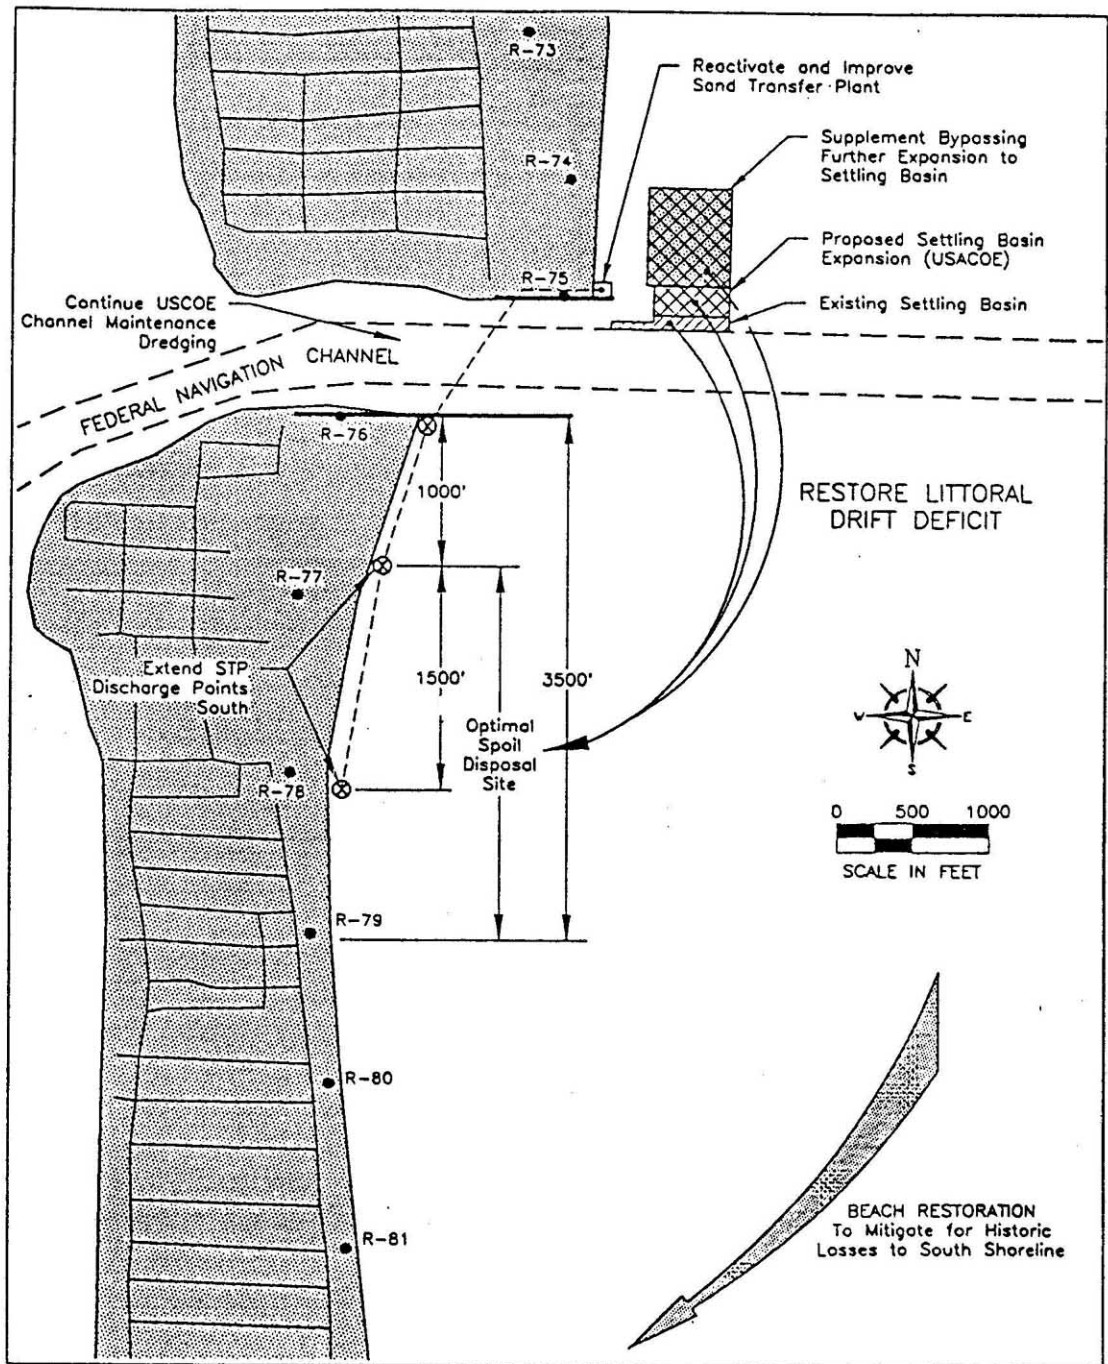 R-73
Reactivate and Improve
Sand Transfer Plant
R-74
Supplement Bypassing
Further Expansion to
Settling Basin
Proposed Settling Basin
Expansion (USACOE)
R-75
Existing Settling Basin
Continue USCOE
Channel Maintenance
Dredging
FEDERAL NAVIGATION CHANNEL
R-76
1000'
RESTORE LITTORAL
DRIFT DEFICIT
R-77
Extend STP
Discharge Points
South
1500'
3500'
Optimal
Spoil
Disposal
Site
N
W
E
S
R-78
0 500 1000
SCALE IN FEET
R-79
R-80
R-81
BEACH RESTORATION
To Mitigate for Historic
Losses to South Shoreline